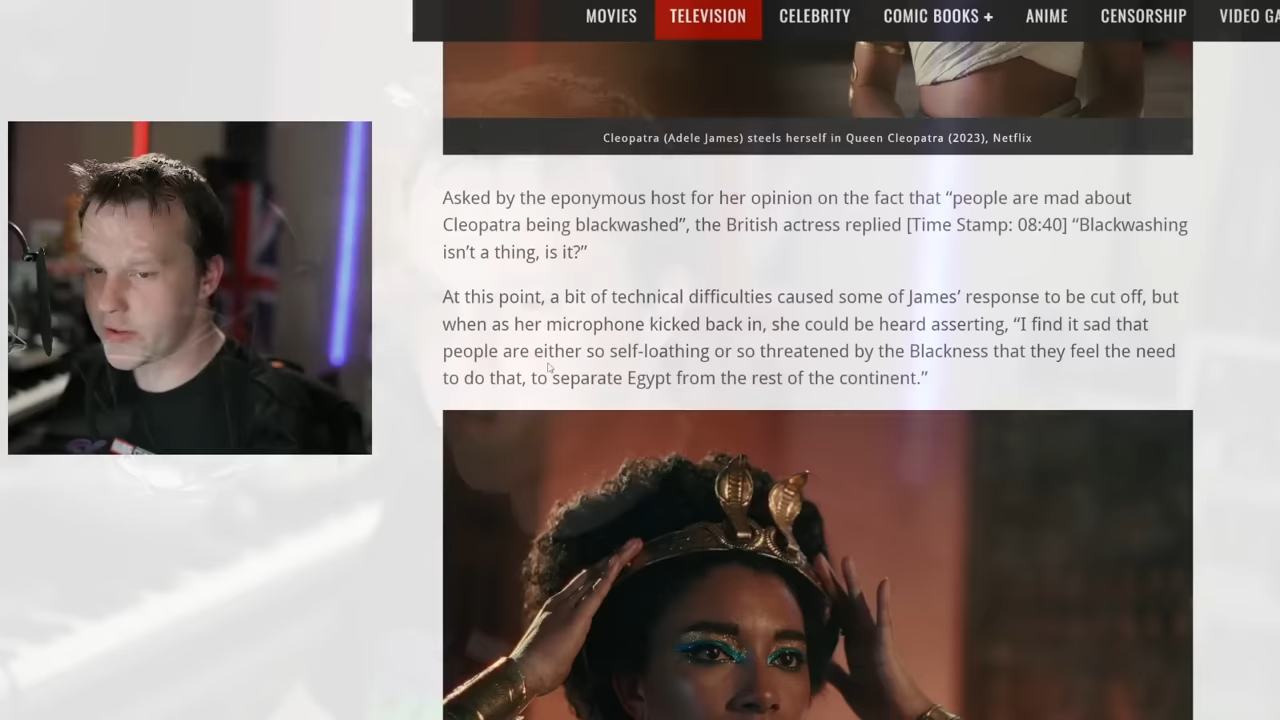 MOVIES TELEVISION CELEBRITY COMIC BOOKS + ANIME CENSORSHIP VIDEO GA
Cleopatra (Adele James) steels herself in Queen Cleopatra (2023), Netflix
Asked by the eponymous host for her opinion on the fact that “people are mad about
Cleopatra being blackwashed”, the British actress replied [Time Stamp: 08:40] “Blackwashing
isn’t a thing, is it?”
At this point, a bit of technical difficulties caused some of James’ response to be cut off, but
when as her microphone kicked back in, she could be heard asserting, “I find it sad that
people are either so self-loathing or so threatened by the Blackness that they feel the need
to do that, to separate Egypt from the rest of the continent.”